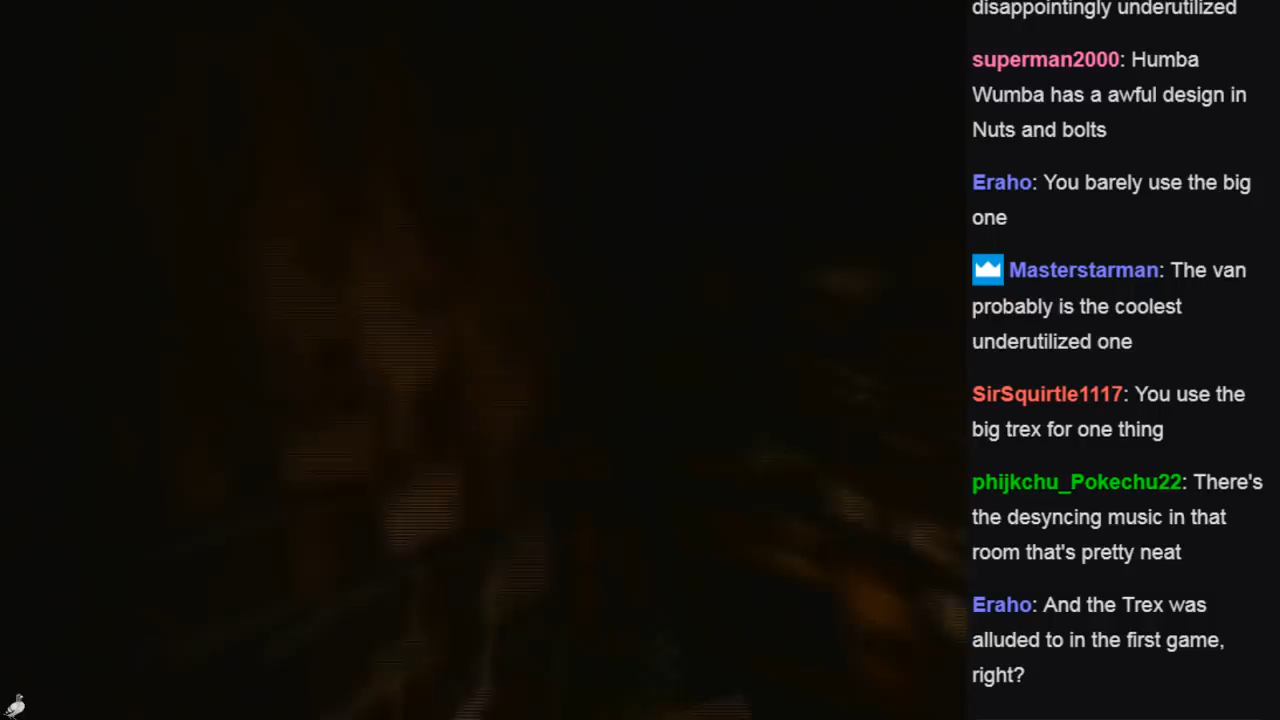 disappointingly underutilized
superman2000: Humba
Wumba has a awful design in
Nuts and bolts
Eraho: You barely use the big
one
Masterstarman: The van
probably is the coolest
underutilized one
SirSquirtle1117: You use the
big trex for one thing
phijkchu_Pokechu22: There's
the desyncing music in that
room that's pretty neat
Eraho: And the Trex was
alluded to in the first game,
right?